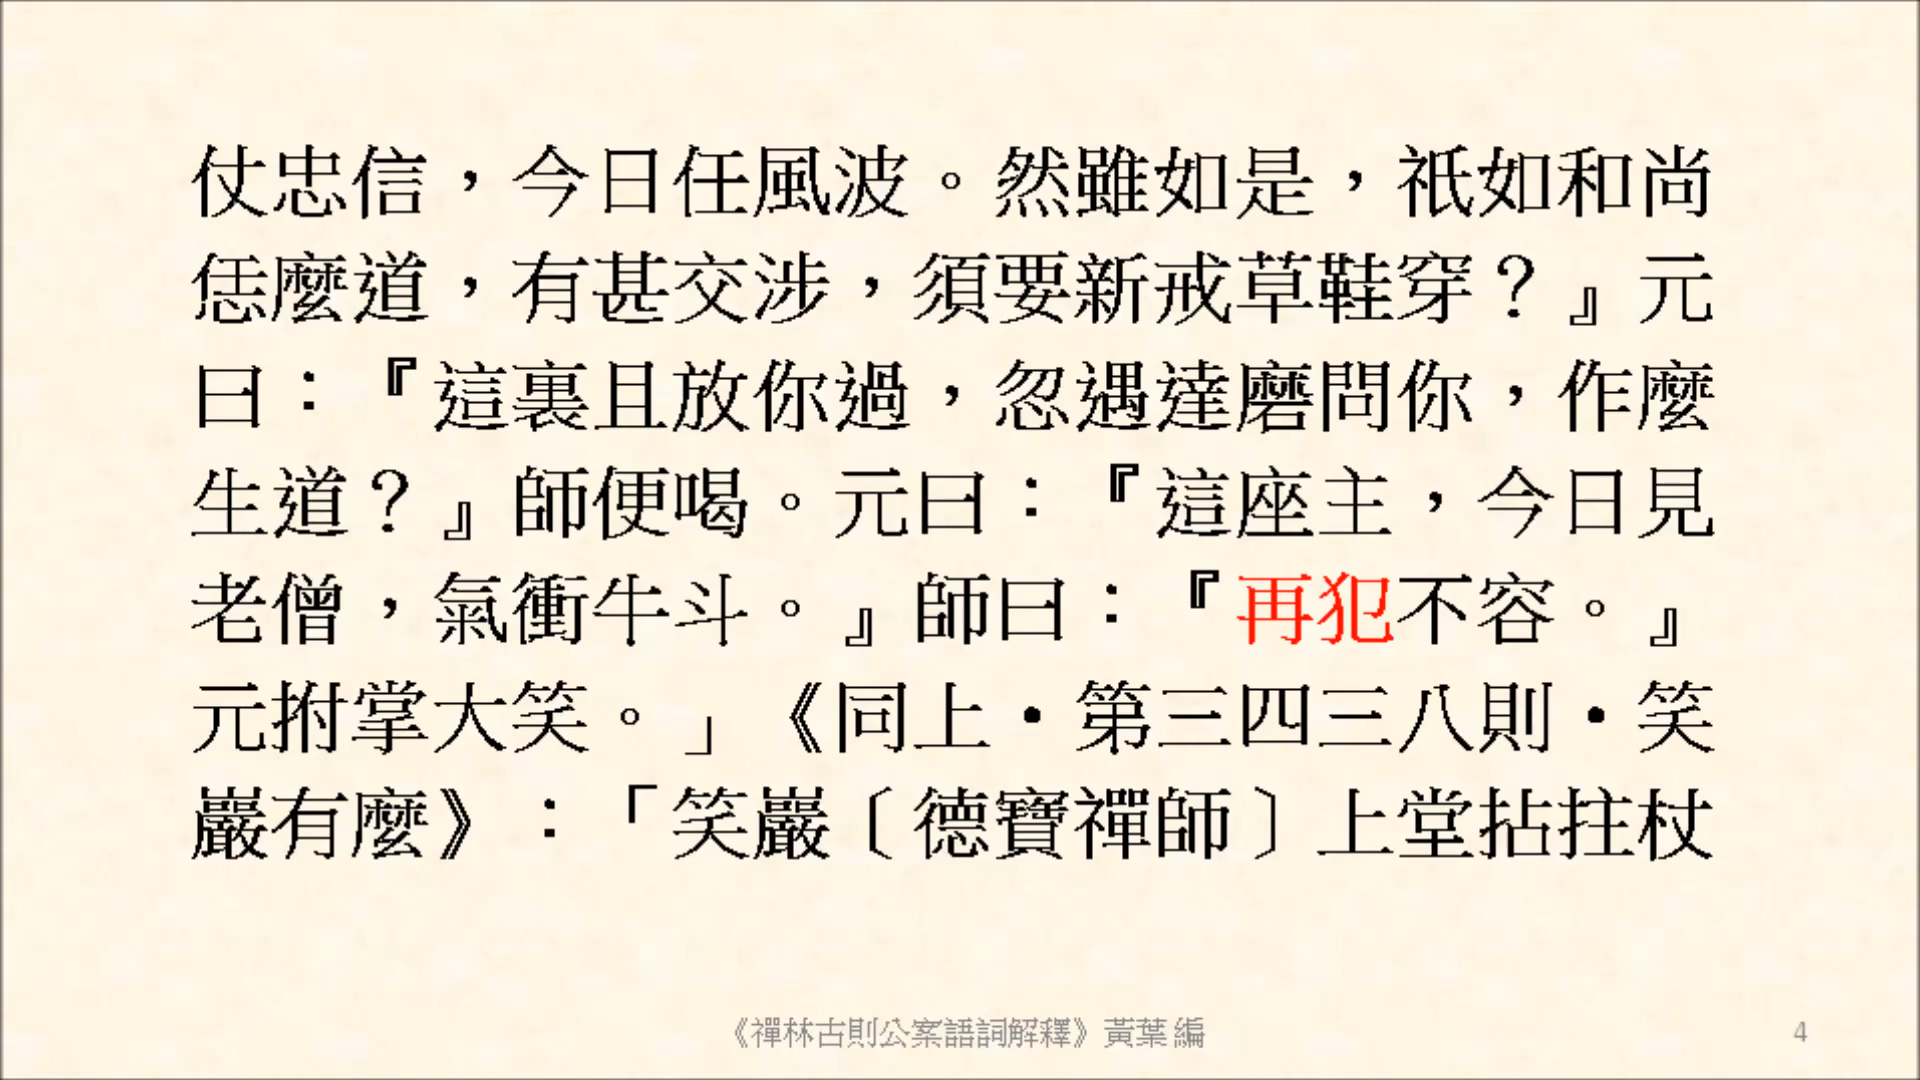 仗忠信，今日任風波。然雖如是，祇如和尚
恁麼道，有甚交涉，須要新戒草鞋穿？』元
曰：『這裏且放你過，忽遇達磨問你，作麼
生道？』師便喝。元曰：『這座主，今日見
老僧，氣衝牛斗。』師曰：『再犯不容。』
元拊掌大笑。」《同上‧第三四三八則‧笑
巖有麼》：「笑巖〔德寶禪師〕上堂拈拄杖
《禪林古則公案語詞解釋》黃葉 編
4